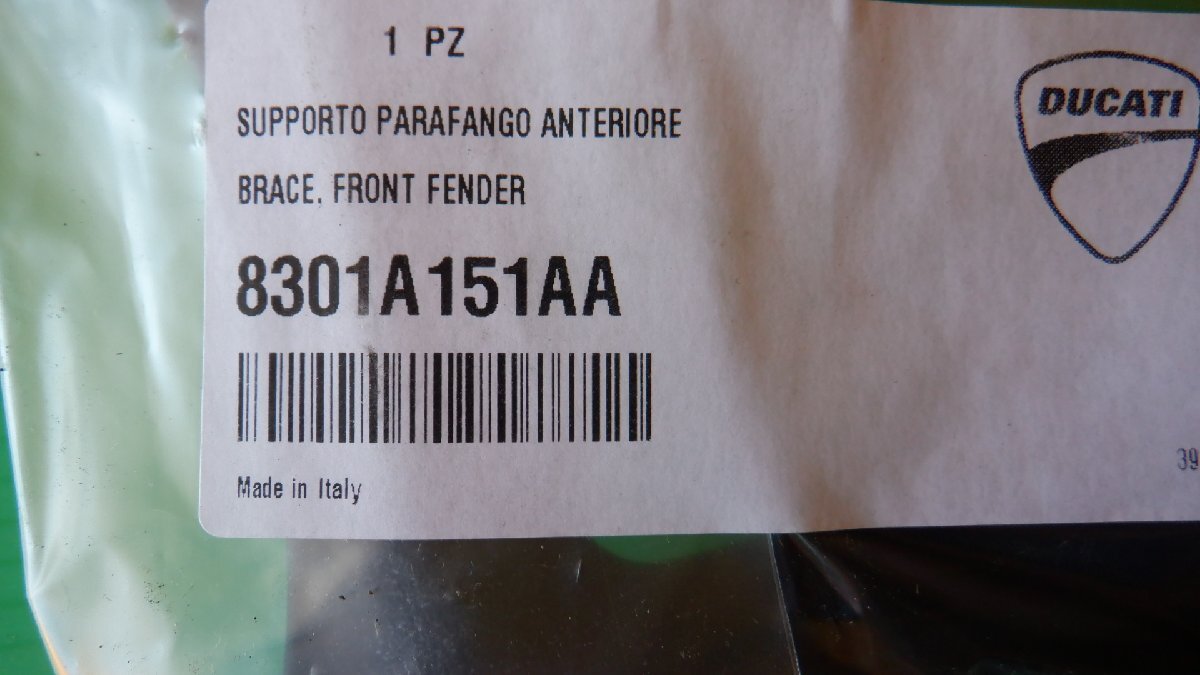 1 PZ
SUPPORTO PARAFANGO ANTERIORE
DUCATI
BRACE, FRONT FENDER
8301A151AA
39
Made in Italy